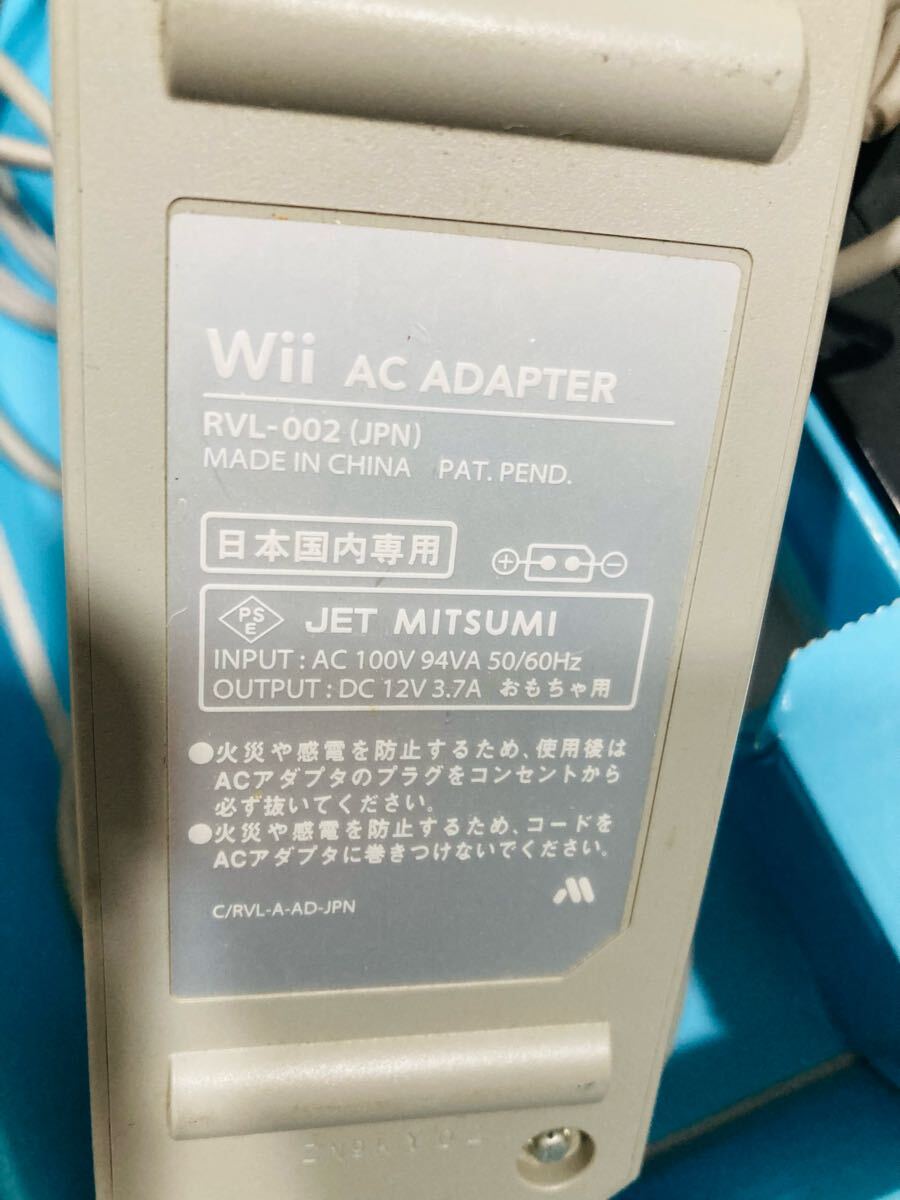 Wii AC ADAPTER
RVL-002 (JPN)
MADE IN CHINA PAT. PEND.
日本国内専用
PSE JET MITSUMI
INPUT : AC 100V 94VA 50/60Hz
OUTPUT : DC 12V 3.7A おもちゃ用
●火災や感電を防止するため、使用後は
ACアダプタのプラグをコンセントから
必ず抜いてください。
●火災や感電を防止するため、コードを
ACアダプタに巻きつけないでください。
C/RVL-A-AD-JPN